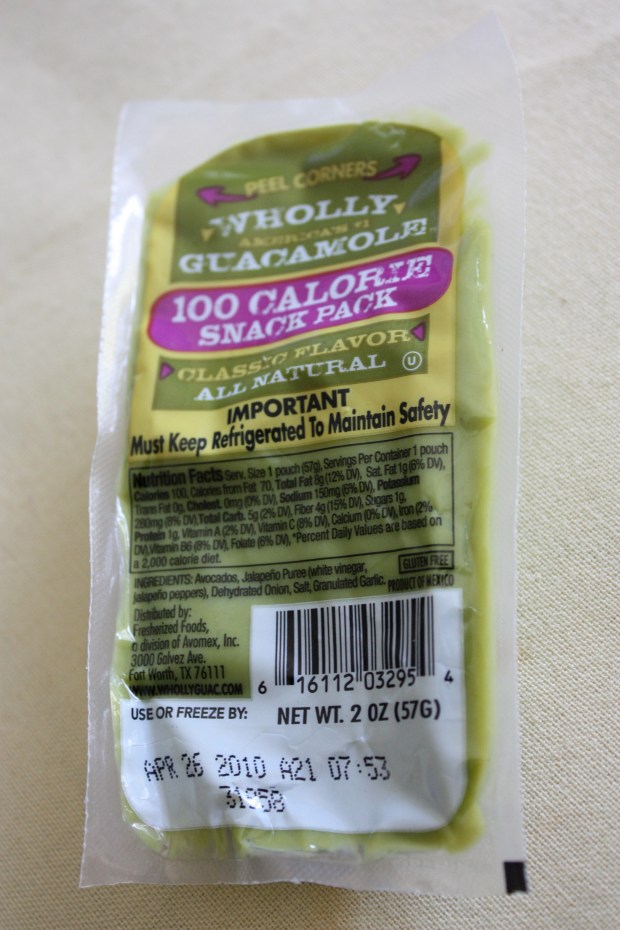 PEEL CORNERS
WHOLLY
AMERICA'S #1
GUACAMOLE
100 CALORIE
SNACK PACK
CLASSIC FLAVOR
ALL NATURAL U
IMPORTANT
Must Keep Refrigerated To Maintain Safety
Nutrition Facts Serv. Size 1 pouch (57g), Servings Per Container 1 pouch
Calories 100, Calories from Fat 70, Total Fat 8g (12% DV), Sat. Fat 1g (6% DV),
Trans Fat 0g, Cholest. 0mg (0% DV), Sodium 150mg (6% DV), Potassium
280mg (8% DV), Total Carb. 5g (2% DV), Fiber 4g (15% DV), Sugars 1g,
Protein 1g, Vitamin A (2% DV), Vitamin C (8% DV), Calcium (0% DV), Iron (2%
DV), Vitamin B6 (8% DV), Folate (6% DV). *Percent Daily Values are based on
a 2,000 calorie diet.
GLUTEN FREE
INGREDIENTS: Avocados, Jalapeño Puree (white vinegar,
jalapeño peppers), Dehydrated Onion, Salt, Granulated Garlic.
PRODUCT OF MEXICO
Distributed by:
Fresherized Foods,
a division of Avomex, Inc.
3000 Galvez Ave.
Fort Worth, TX 76111
WWW.WHOLLYGUAC.COM
6 16112 03295 4
USE OR FREEZE BY:
NET WT. 2 OZ (57G)
APR 26 2010 A21 07:53
31958